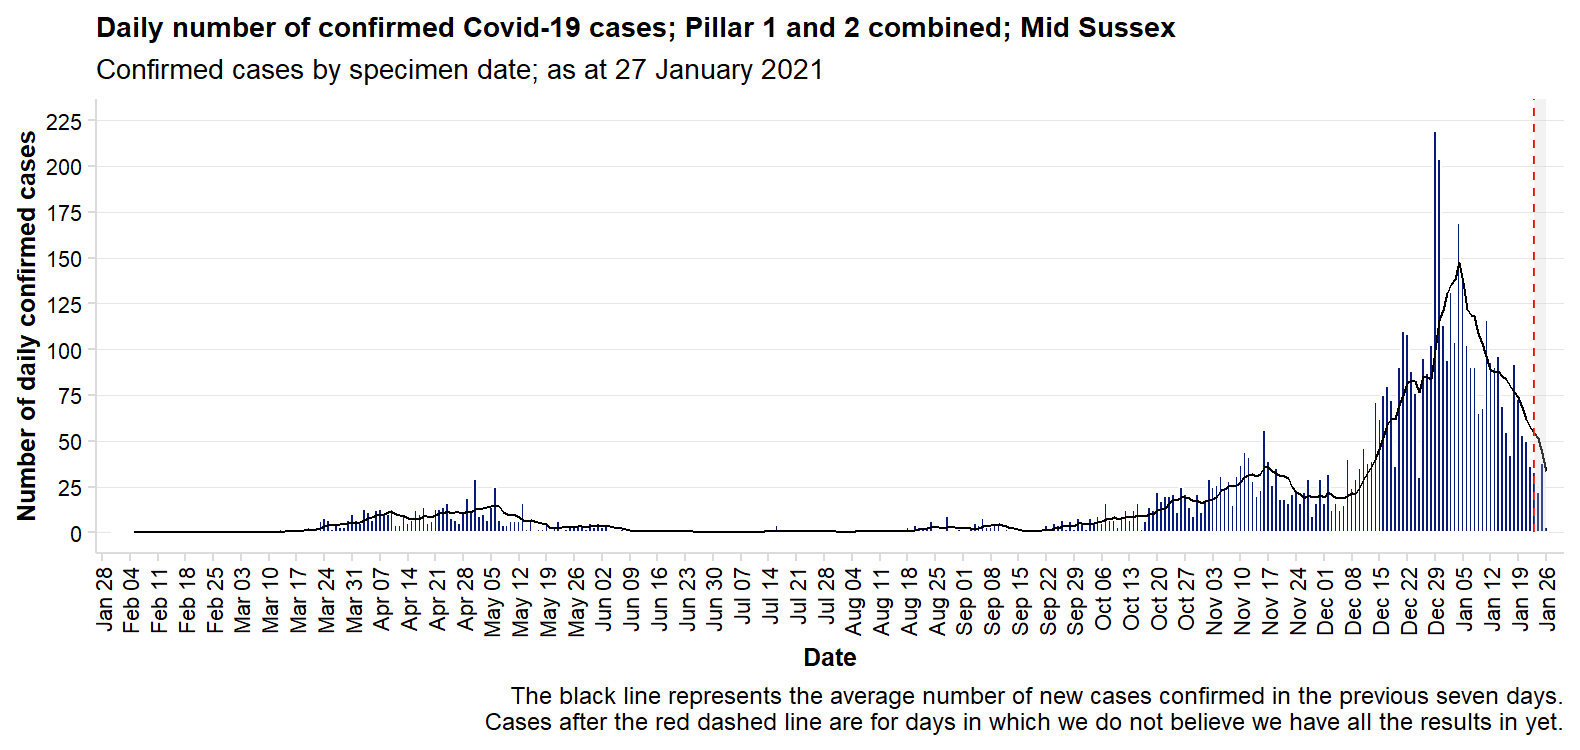 Daily number of confirmed Covid-19 cases; Pillar 1 and 2 combined; Mid Sussex
Confirmed cases by specimen date; as at 27 January 2021
Number of daily confirmed cases
225
200
175
150
125
100
75
50
25
0
Jan 28
Feb 04
Feb 11
Feb 18
Feb 25
Mar 03
Mar 10
Mar 17
Mar 24
Mar 31
Apr 07
Apr 14
Apr 21
Apr 28
May 05
May 12
May 19
May 26
Jun 02
Jun 09
Jun 16
Jun 23
Jun 30
Jul 07
Jul 14
Jul 21
Jul 28
Aug 04
Aug 11
Aug 18
Aug 25
Sep 01
Sep 08
Sep 15
Sep 22
Sep 29
Oct 06
Oct 13
Oct 20
Oct 27
Nov 03
Nov 10
Nov 17
Nov 24
Dec 01
Dec 08
Dec 15
Dec 22
Dec 29
Jan 05
Jan 12
Jan 19
Jan 26
Date
The black line represents the average number of new cases confirmed in the previous seven days.
Cases after the red dashed line are for days in which we do not believe we have all the results in yet.